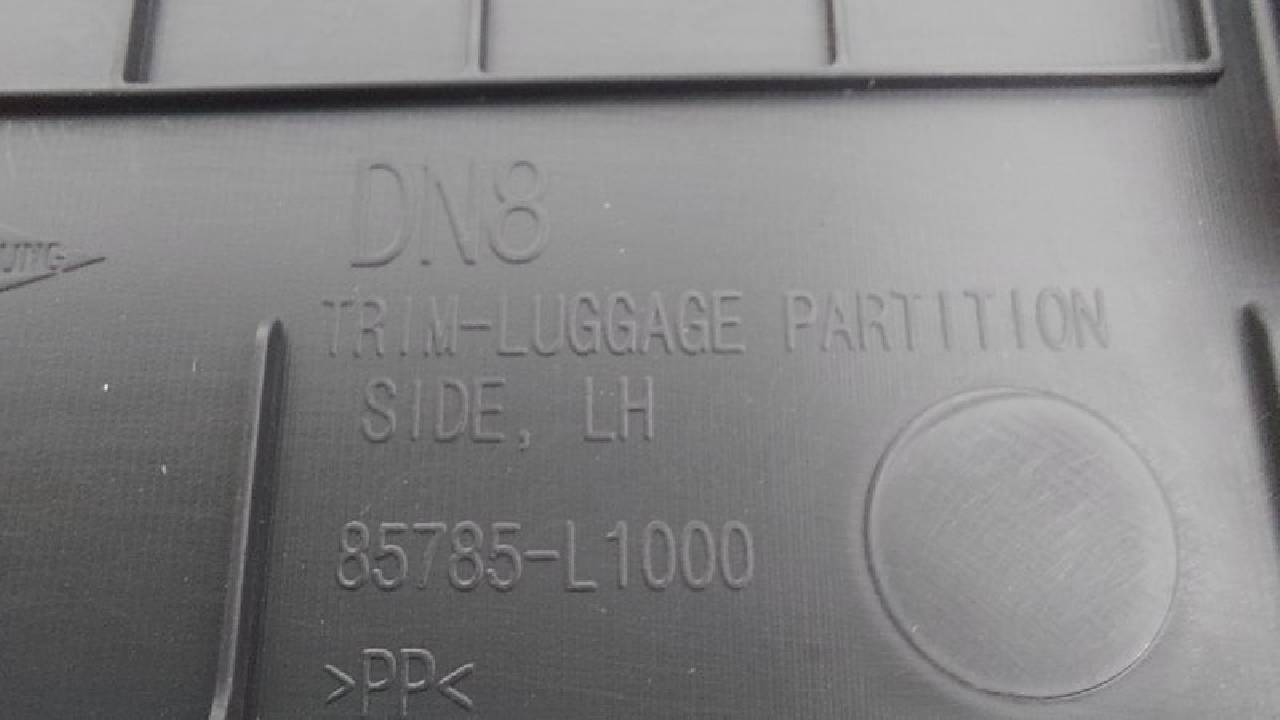 DN8
TRIM-LUGGAGE PARTITION
SIDE, LH
85785-L1000
>PP<